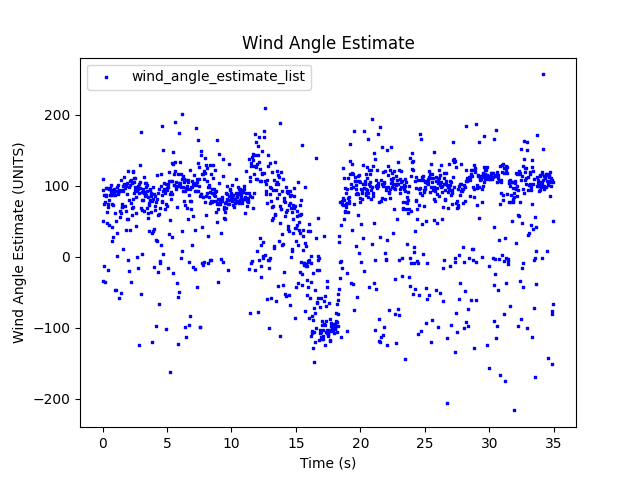 Wind Angle Estimate
wind_angle_estimate_list
Wind Angle Estimate (UNITS)
200
100
0
−100
−200
0 5 10 15 20 25 30 35
Time (s)